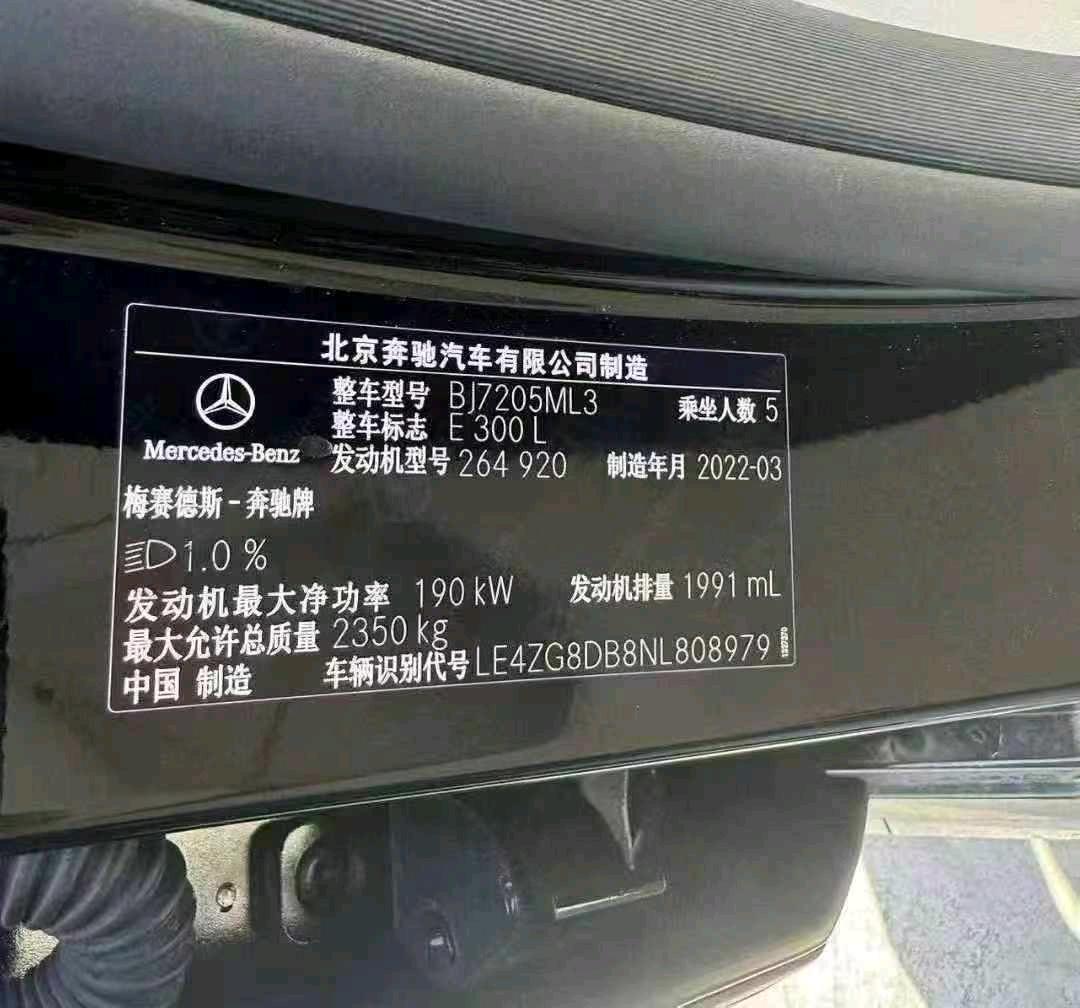 北京奔驰汽车有限公司制造
整车型号 BJ7205ML3 乘坐人数 5
整车标志 E 300 L
Mercedes-Benz 发动机型号 264 920 制造年月 2022-03
梅赛德斯-奔驰牌
1.0 %
发动机最大净功率 190 kW 发动机排量 1991 mL
最大允许总质量 2350 kg
中国 制造 车辆识别代号 LE4ZG8DB8NL808979